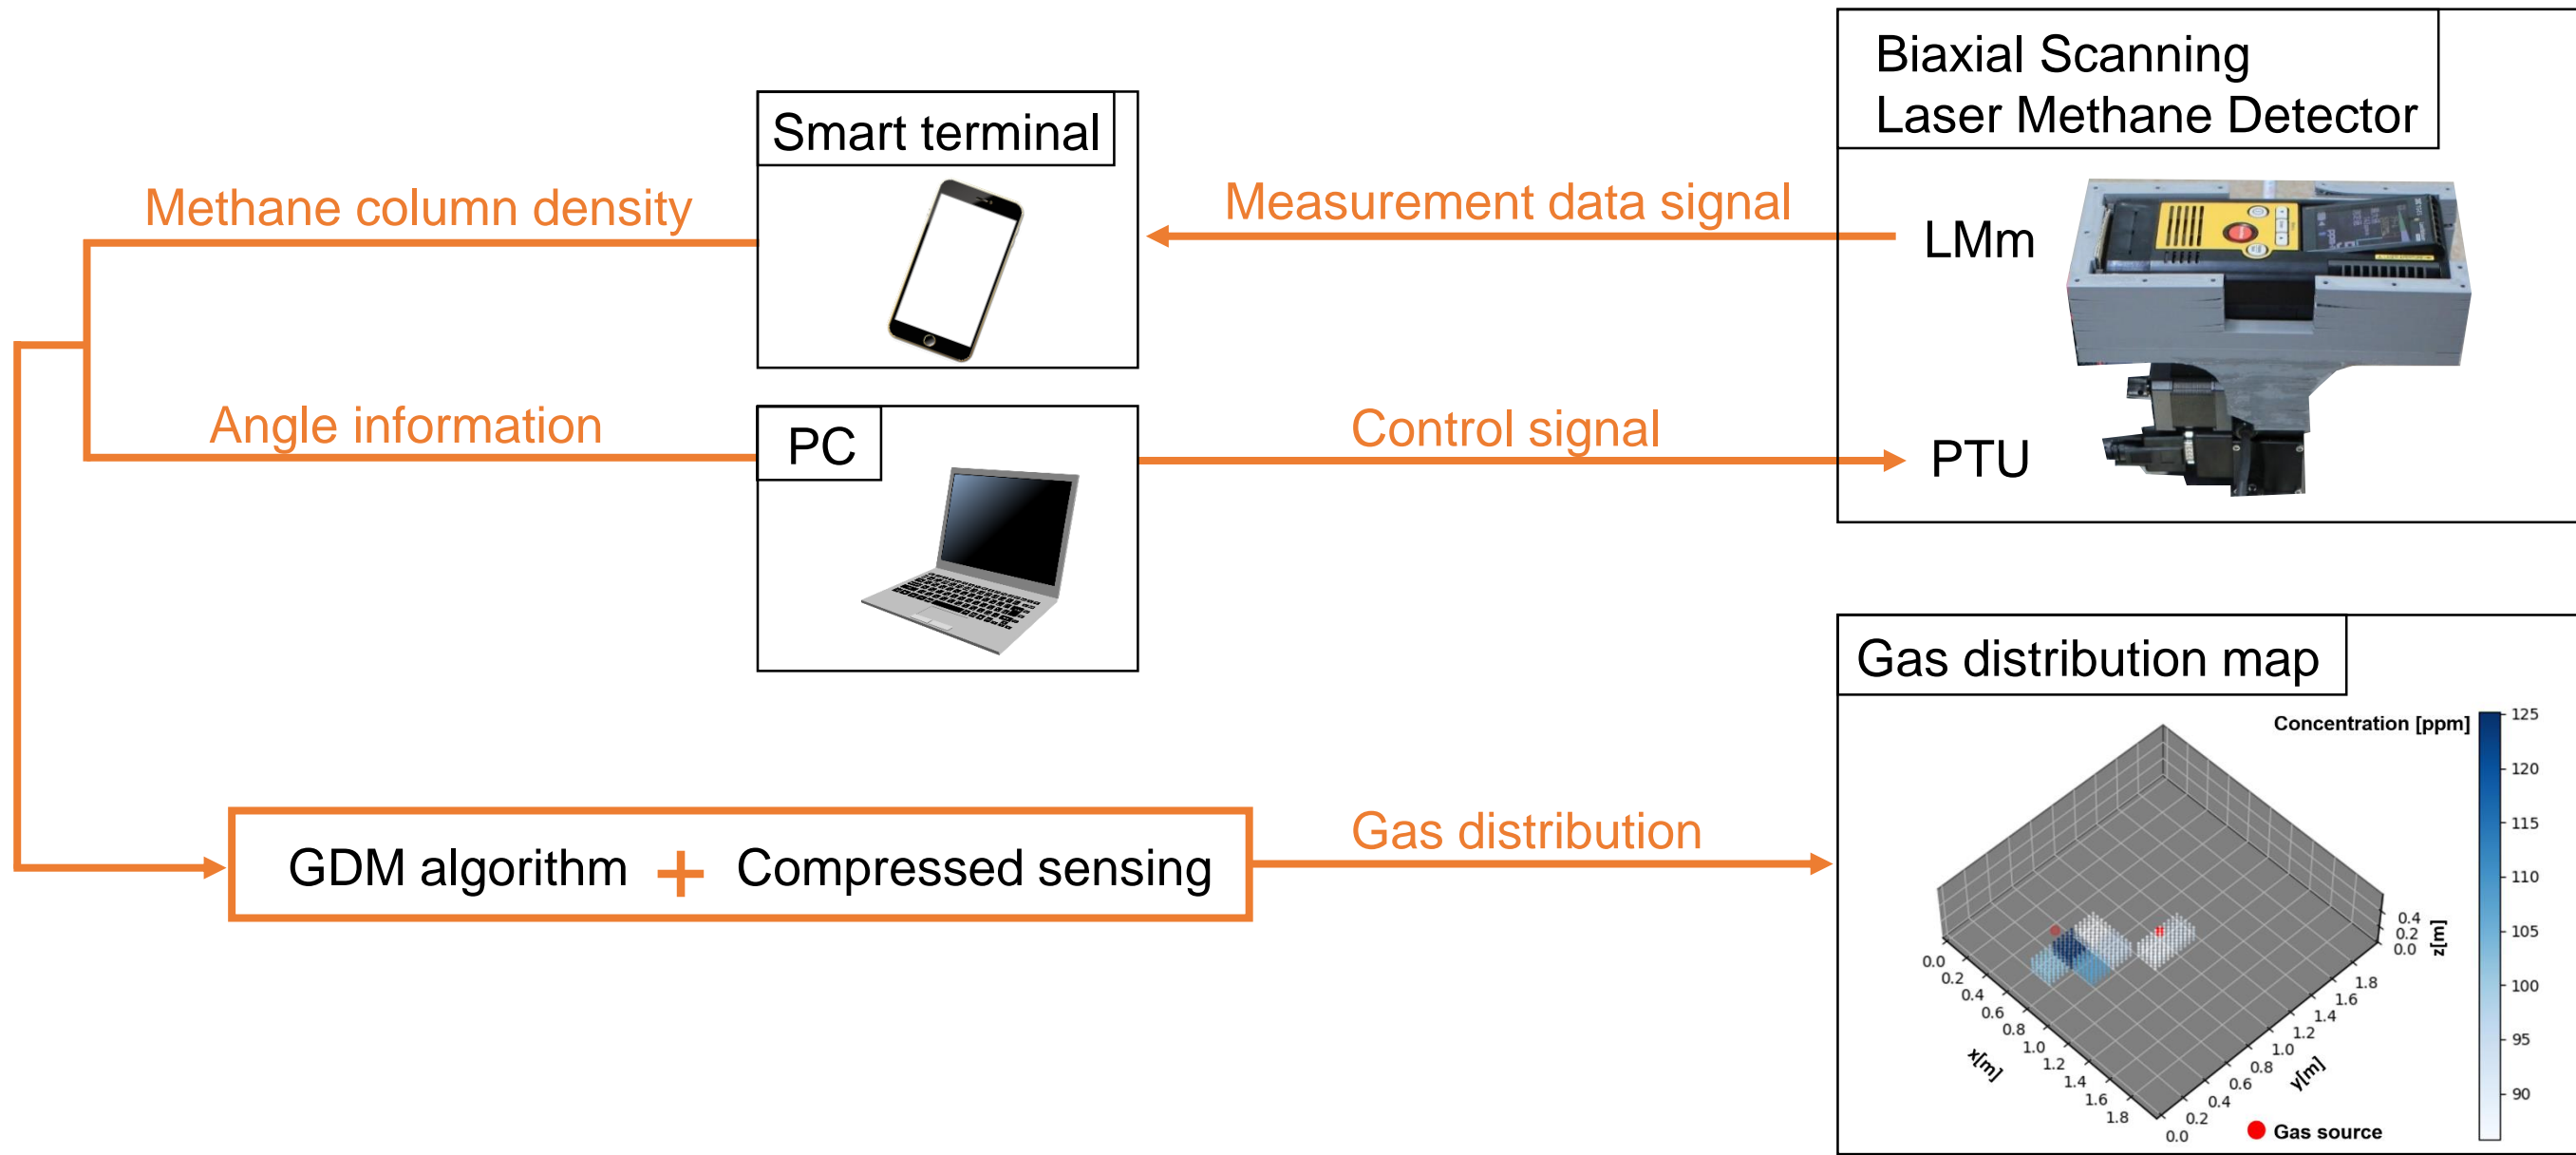 Biaxial Scanning
Laser Methane Detector
Smart terminal
Methane column density
Measurement data signal
LMm
Angle information
PC
Control signal
PTU
Gas distribution map
Concentration [ppm]
125
120
115
110
105
100
95
90
GDM algorithm + Compressed sensing
Gas distribution
0.4
0.2
0.0
z[m]
0.0
0.2
0.4
0.6
0.8
1.0
1.2
1.4
1.6
1.8
x[m]
1.8
1.6
1.4
1.2
1.0
0.8
0.6
0.4
0.2
0.0
y[m]
Gas source